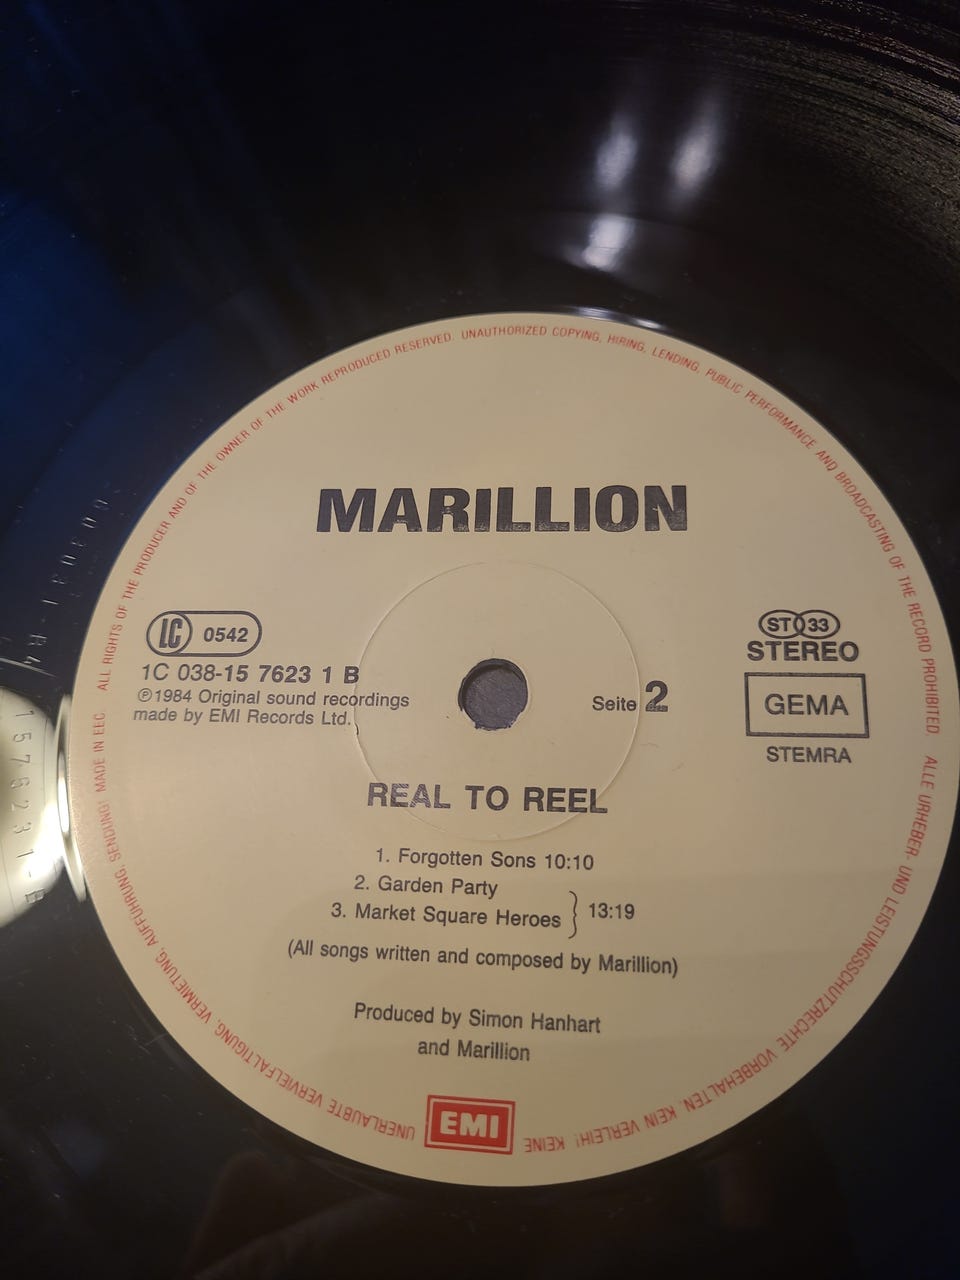 ALL RIGHTS OF THE PRODUCER AND OF THE OWNER OF THE WORK REPRODUCED RESERVED. UNAUTHORIZED COPYING, HIRING, LENDING, PUBLIC PERFORMANCE AND BROADCASTING OF THE RECORD PROHIBITED.
MARILLION
LC 0542
1C 038-15 7623 1 B
℗1984 Original sound recordings
made by EMI Records Ltd.
Seite 2
ST 33
STEREO
GEMA
STEMRA
REAL TO REEL
1. Forgotten Sons 10:10
2. Garden Party
3. Market Square Heroes } 13:19
(All songs written and composed by Marillion)
Produced by Simon Hanhart
and Marillion
EMI
ALLE URHEBER- UND LEISTUNGSSCHUTZRECHTE VORBEHALTEN. KEIN VERLEIH! KEINE UNERLAUBTE VERVIELFÄLTIGUNG, VERMIETUNG, AUFFÜHRUNG, SENDUNG! MADE IN EEC
157623 1-B